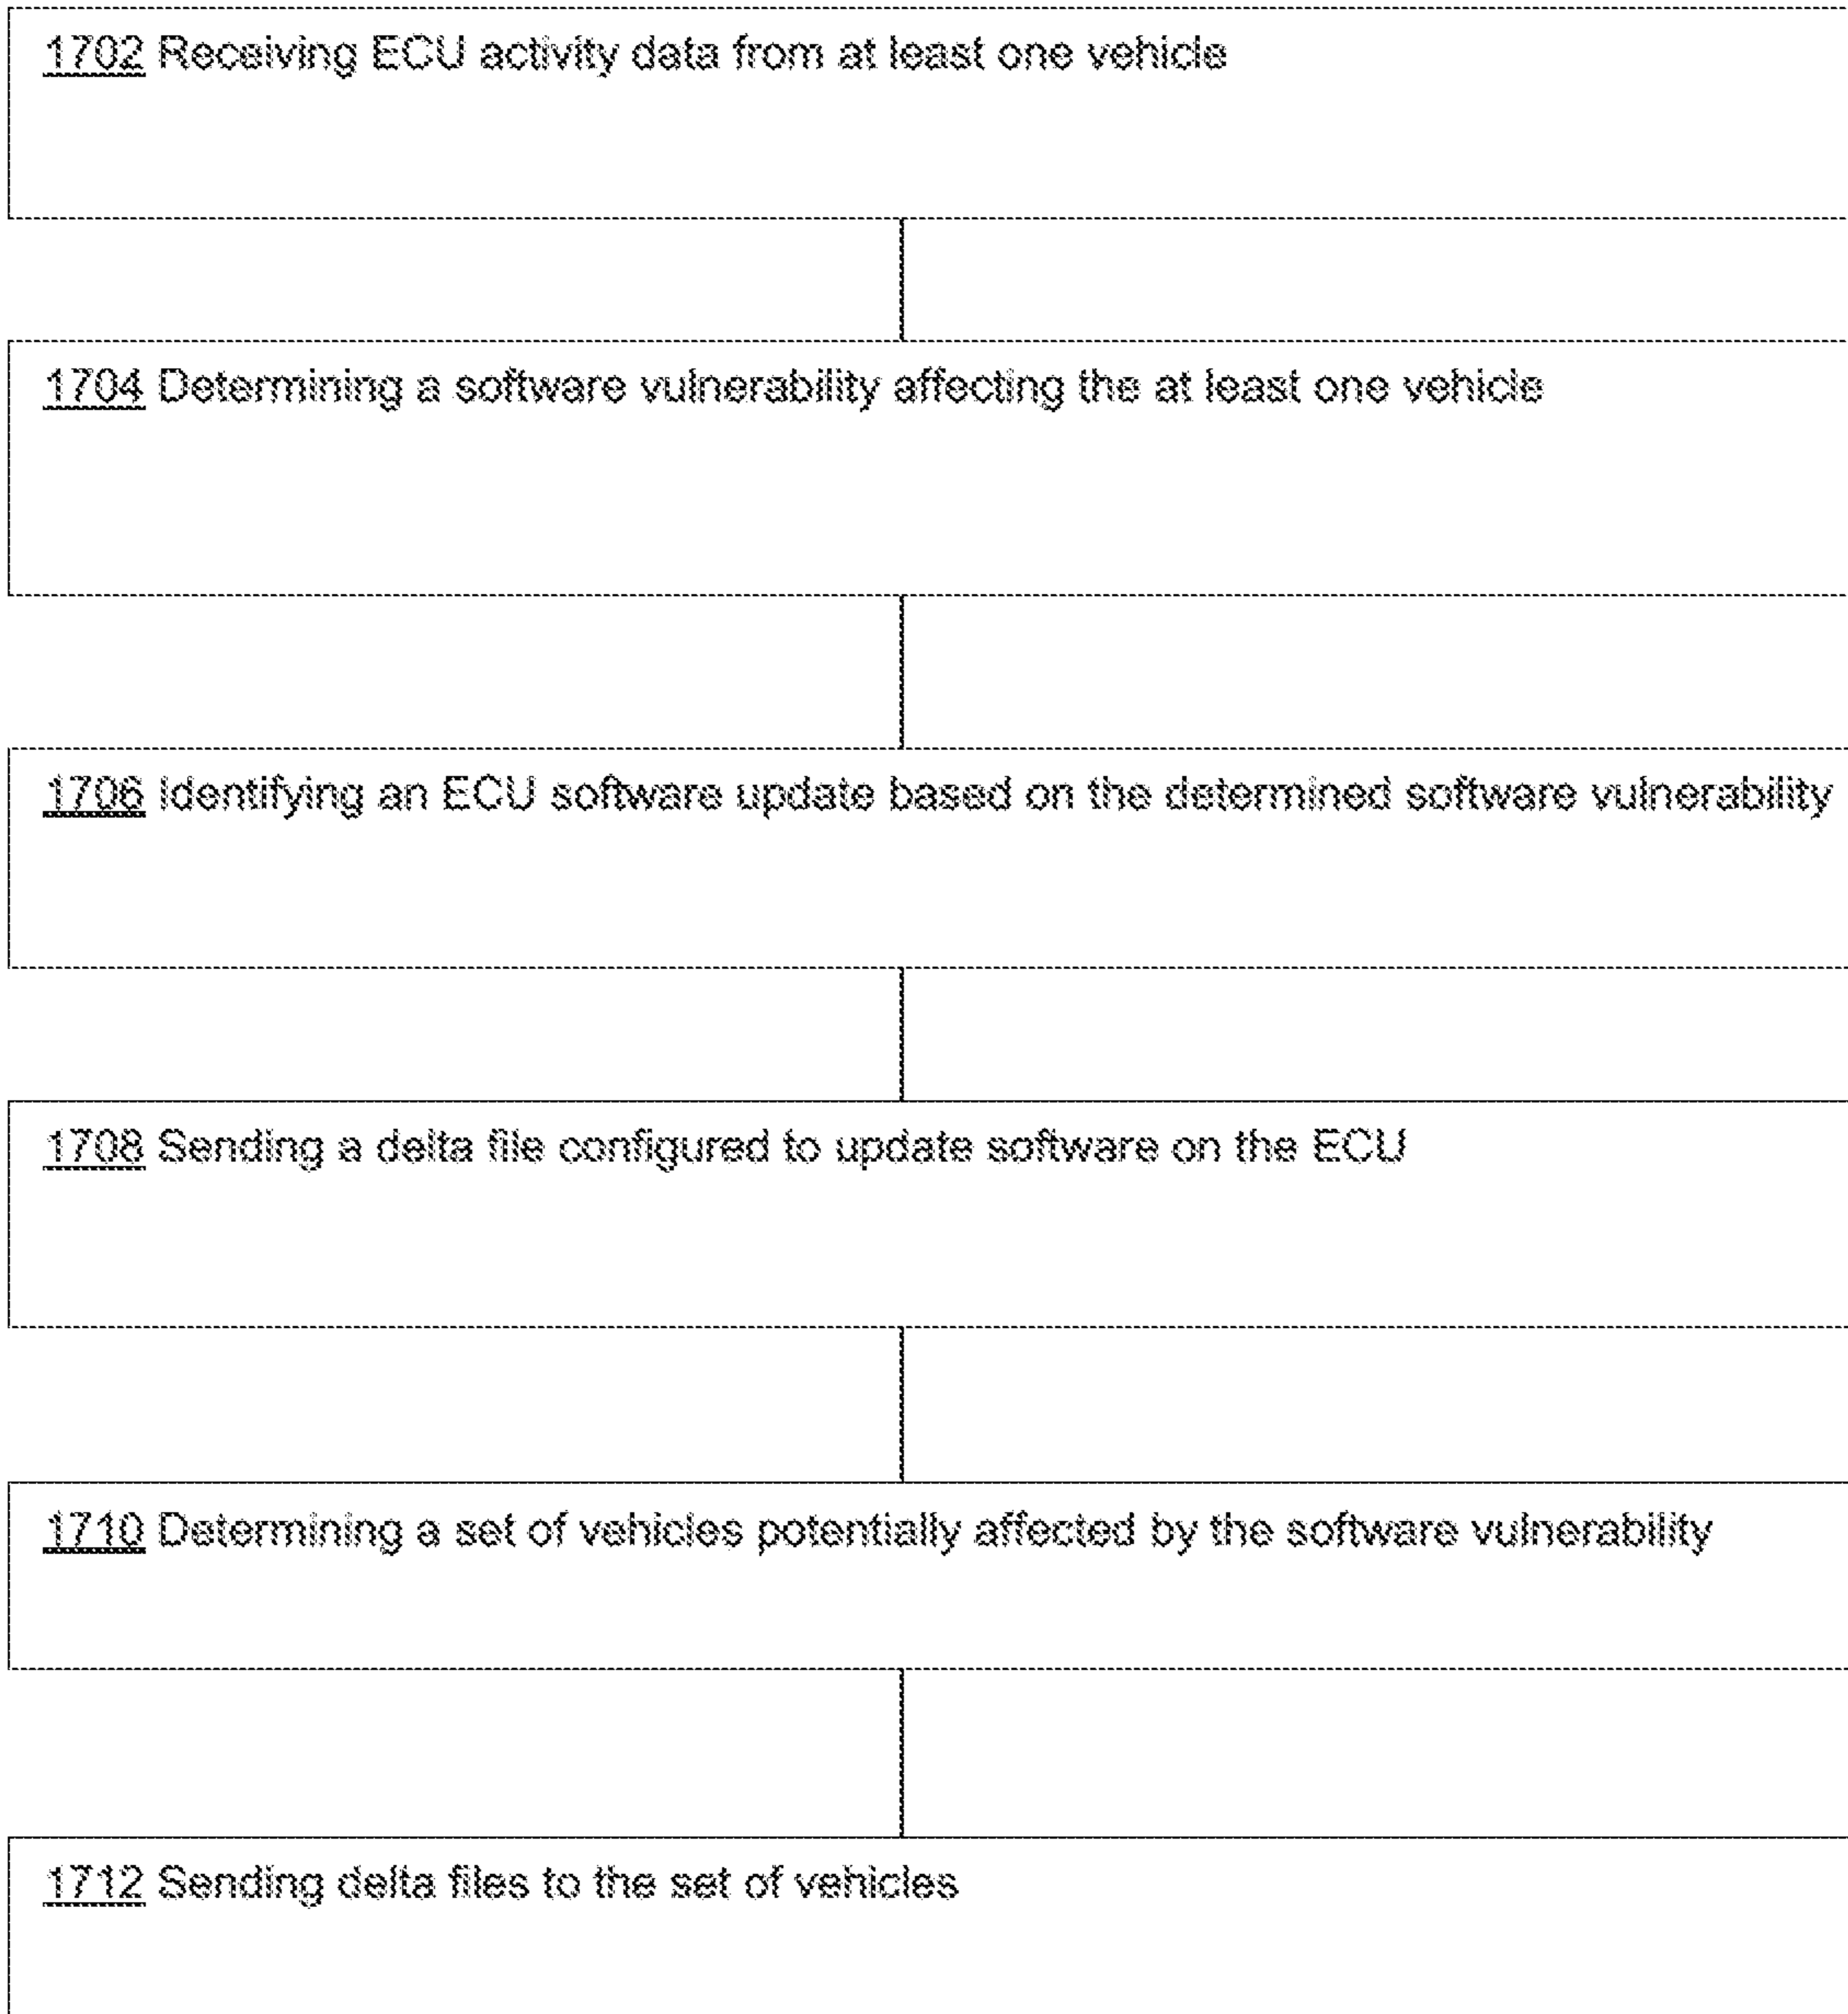 1702 Receiving ECU activity data from at least one vehicle
1704 Determining a software vulnerability affecting the at least one vehicle
1706 Identifying an ECU software update based on the determined software vulnerability
1708 Sending a delta file configured to update software on the ECU
1710 Determining a set of vehicles potentially affected by the software vulnerability
1712 Sending delta files to the set of vehicles